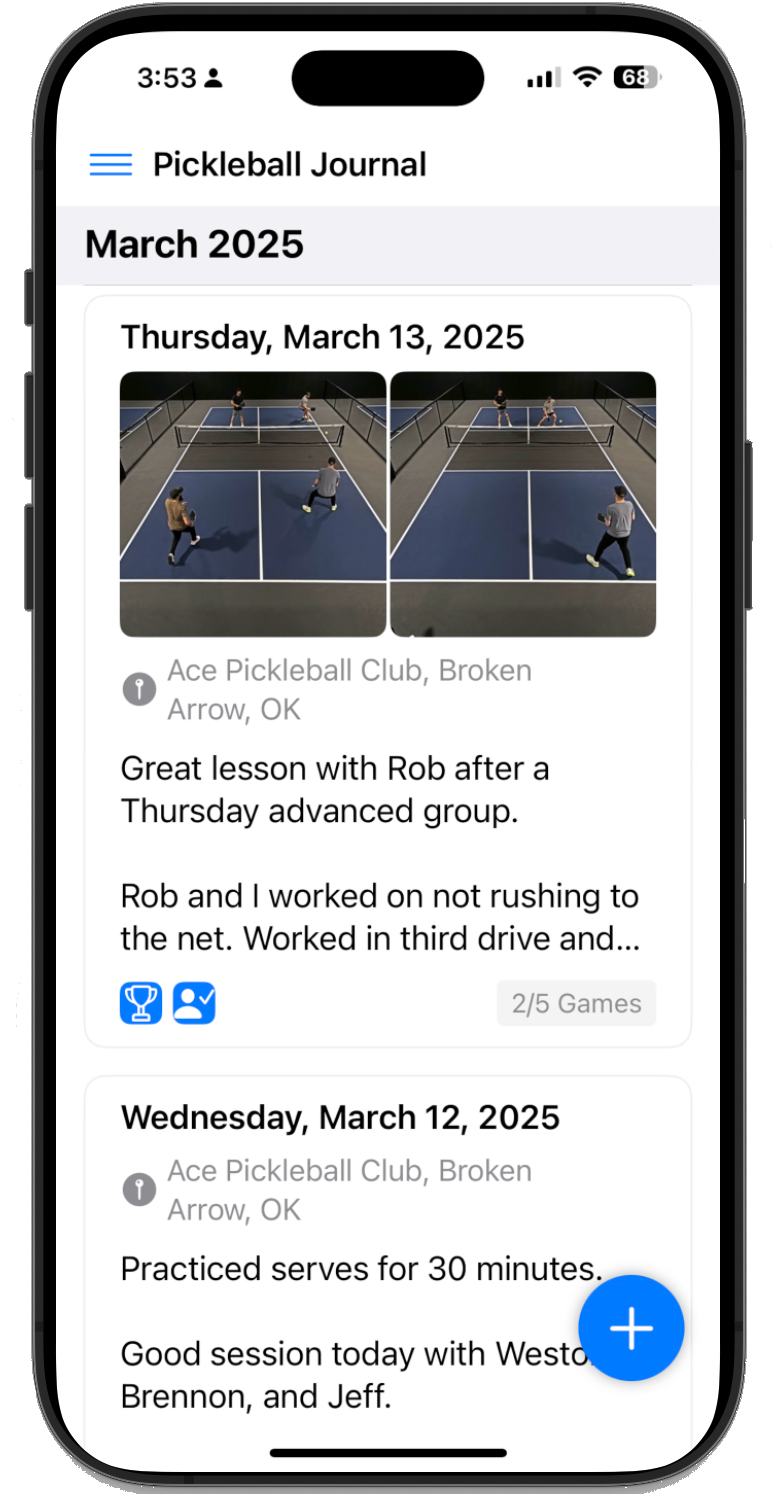 3:53
68
Pickleball Journal
March 2025
Thursday, March 13, 2025
Ace Pickleball Club, Broken
Arrow, OK
Great lesson with Rob after a
Thursday advanced group.
Rob and I worked on not rushing to
the net. Worked in third drive and...
2/5 Games
Wednesday, March 12, 2025
Ace Pickleball Club, Broken
Arrow, OK
Practiced serves for 30 minutes.
Good session today with
Brennon, and Jeff.